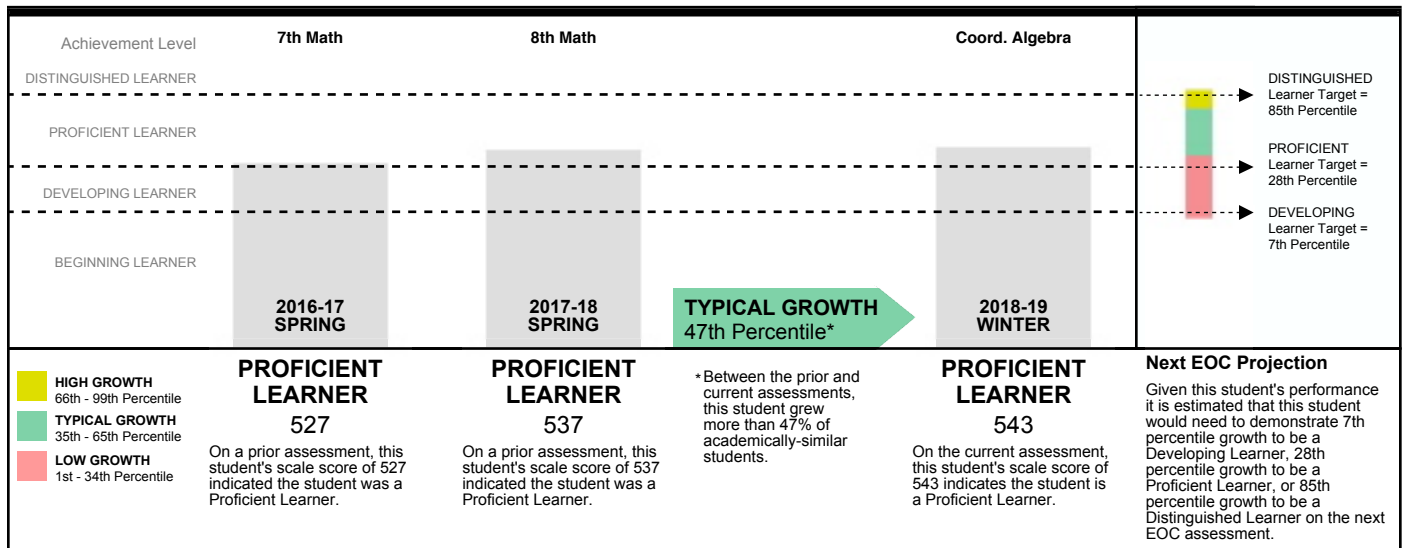 Achievement Level
7th Math
8th Math
Coord. Algebra
DISTINGUISHED LEARNER
PROFICIENT LEARNER
DEVELOPING LEARNER
BEGINNING LEARNER
DISTINGUISHED
Learner Target =
85th Percentile
PROFICIENT
Learner Target =
28th Percentile
DEVELOPING
Learner Target =
7th Percentile
2016-17
SPRING
2017-18
SPRING
TYPICAL GROWTH
47th Percentile*
2018-19
WINTER
HIGH GROWTH
66th - 99th Percentile
TYPICAL GROWTH
35th - 65th Percentile
LOW GROWTH
1st - 34th Percentile
PROFICIENT
LEARNER
527
On a prior assessment, this
student's scale score of 527
indicated the student was a
Proficient Learner.
PROFICIENT
LEARNER
537
On a prior assessment, this
student's scale score of 537
indicated the student was a
Proficient Learner.
*Between the prior and
current assessments,
this student grew
more than 47% of
academically-similar
students.
PROFICIENT
LEARNER
543
On the current assessment,
this student's scale score of
543 indicates the student is
a Proficient Learner.
Next EOC Projection
Given this student's performance
it is estimated that this student
would need to demonstrate 7th
percentile growth to be a
Developing Learner, 28th
percentile growth to be a
Proficient Learner, or 85th
percentile growth to be a
Distinguished Learner on the next
EOC assessment.